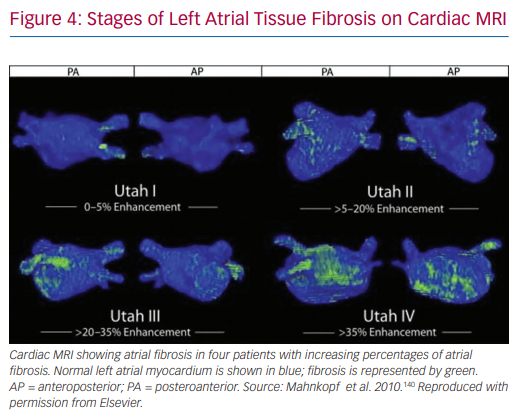 Figure 4: Stages of Left Atrial Tissue Fibrosis on Cardiac MRI
PA AP PA AP
Utah I
0–5% Enhancement
Utah II
>5–20% Enhancement
Utah III
>20–35% Enhancement
Utah IV
>35% Enhancement
Cardiac MRI showing atrial fibrosis in four patients with increasing percentages of atrial
fibrosis. Normal left atrial myocardium is shown in blue; fibrosis is represented by green.
AP = anteroposterior; PA = posteroanterior. Source: Mahnkopf et al. 2010.¹⁴⁰ Reproduced with
permission from Elsevier.